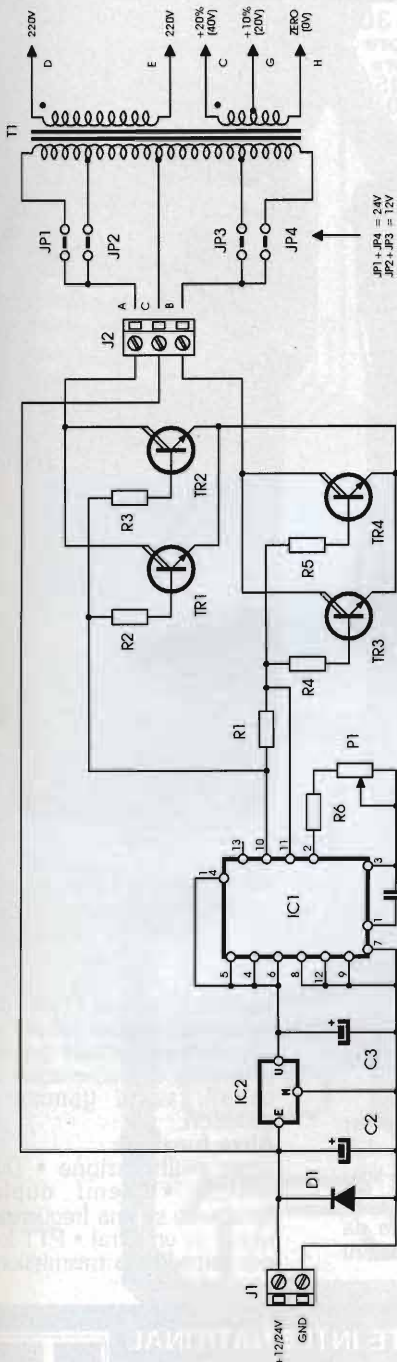 220V
D
T1
E
220V
+20%
(40V)
C
+10%
(20V)
G
ZERO
(0V)
H
JP1
JP2
JP3
JP4
JP1+JP4 = 24V
JP2+JP3 = 12V
A
C
B
J2
TR2
R3
TR1
R2
R5
TR4
R4
TR3
R1
P1
R6
13
10
11
2
14
5
4
6
8
12
9
IC1
3
1
7
IC2
E
U
M
C3
C2
D1
J1
+12/24V
GND